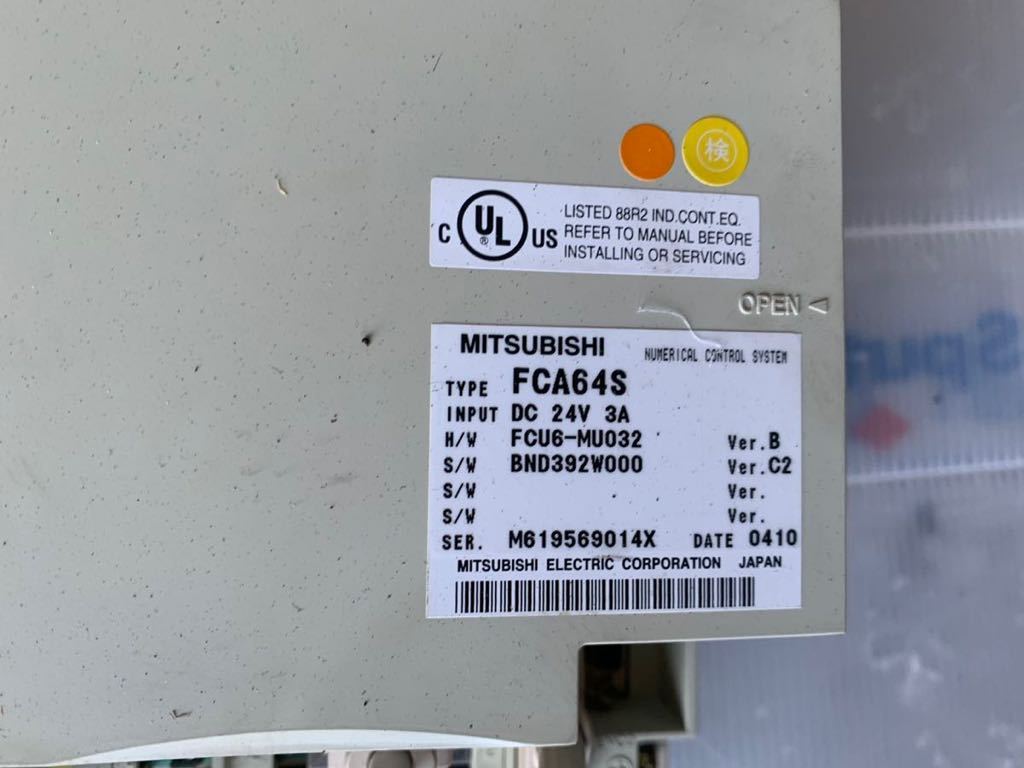 検
C UL® US
LISTED 88R2 IND.CONT.EQ.
REFER TO MANUAL BEFORE
INSTALLING OR SERVICING
OPEN
MITSUBISHI NUMERICAL CONTROL SYSTEM
TYPE FCA64S
INPUT DC 24V 3A
H/W FCU6-MU032 Ver.B
S/W BND392W000 Ver.C2
S/W Ver.
S/W Ver.
SER. M619569014X DATE 0410
MITSUBISHI ELECTRIC CORPORATION JAPAN